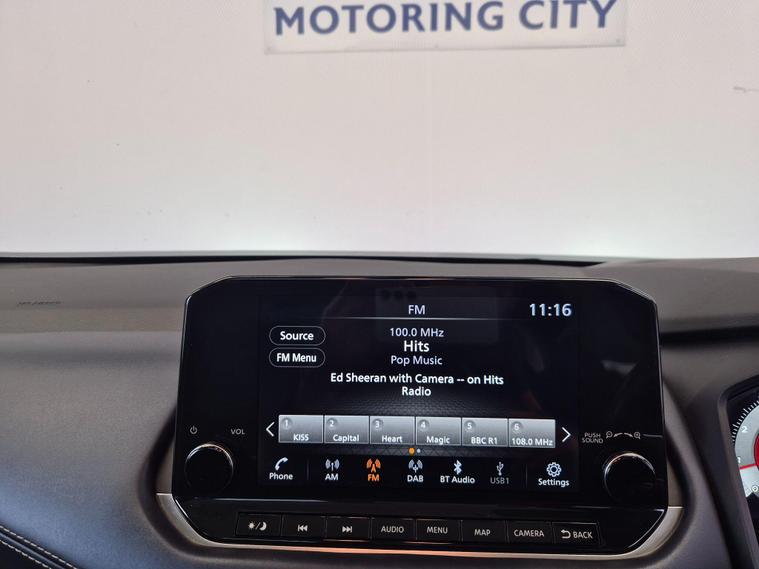 MOTORING CITY
FM
11:16
100.0 MHz
Source
Hits
FM Menu
Pop Music
Ed Sheeran with Camera -- on Hits
Radio
1 KISS
2 Capital
3 Heart
4 Magic
5 BBC R1
6 108.0 MHz
VOL
PUSH
SOUND
Phone
AM
FM
DAB
BT Audio
USB1
Settings
AUDIO
MENU
MAP
CAMERA
BACK
2
1